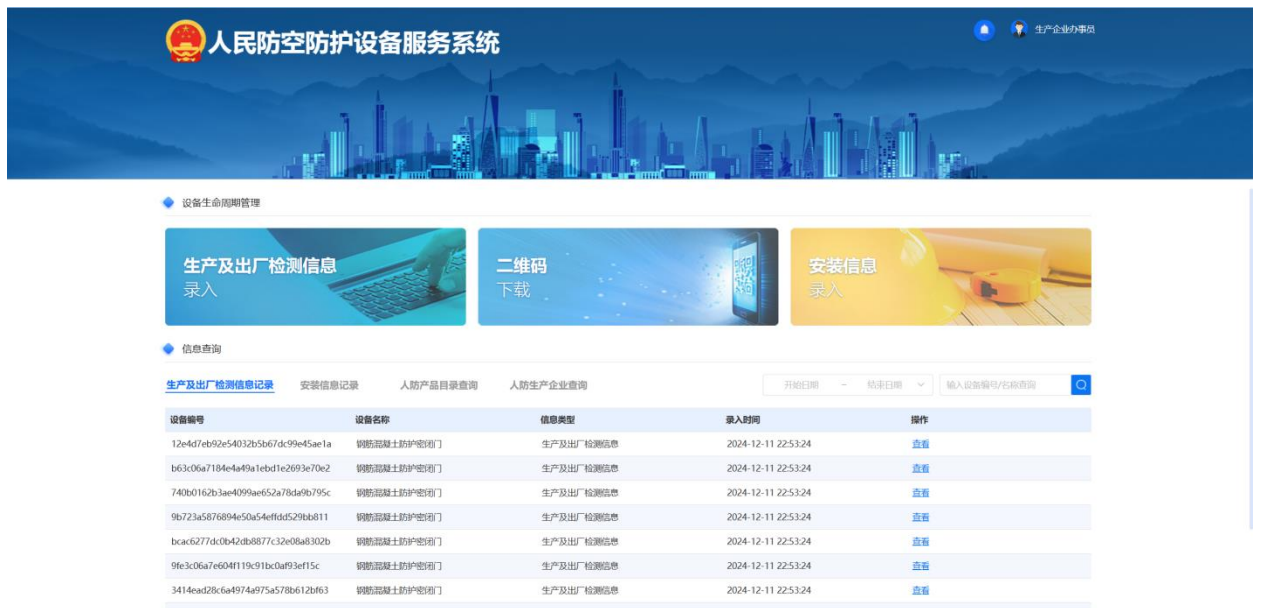 人民防空防护设备服务系统
生产企业办事员
设备生命周期管理
生产及出厂检测信息
录入
二维码
下载
安装信息
录入
信息查询
生产及出厂检测信息记录 安装信息记录 人防产品目录查询 人防生产企业查询 开始日期 ~ 结束日期 输入设备编号/名称查询
设备编号 设备名称 信息类型 录入时间 操作
12e4d7eb92e54032b5b67dc99e45ae1a 钢筋混凝土防护密闭门 生产及出厂检测信息 2024-12-11 22:53:24 查看
b63c06a7184e4a49a1ebd1e2693e70e2 钢筋混凝土防护密闭门 生产及出厂检测信息 2024-12-11 22:53:24 查看
740b0162b3ae4099ae652a78da9b795c 钢筋混凝土防护密闭门 生产及出厂检测信息 2024-12-11 22:53:24 查看
9b723a5876894e50a54effdd529bb811 钢筋混凝土防护密闭门 生产及出厂检测信息 2024-12-11 22:53:24 查看
bcac6277dc0b42db8877c32e08a8302b 钢筋混凝土防护密闭门 生产及出厂检测信息 2024-12-11 22:53:24 查看
9fe3c06a7e604f119c91bc0af93ef15c 钢筋混凝土防护密闭门 生产及出厂检测信息 2024-12-11 22:53:24 查看
3414ead28c6a4974a975a578b612bf63 钢筋混凝土防护密闭门 生产及出厂检测信息 2024-12-11 22:53:24 查看